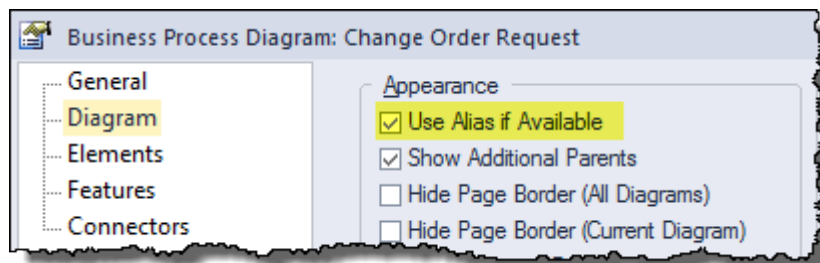 Business Process Diagram: Change Order Request
General
Diagram
Elements
Features
Connectors
Appearance
Use Alias if Available
Show Additional Parents
Hide Page Border (All Diagrams)
Hide Page Border (Current Diagram)